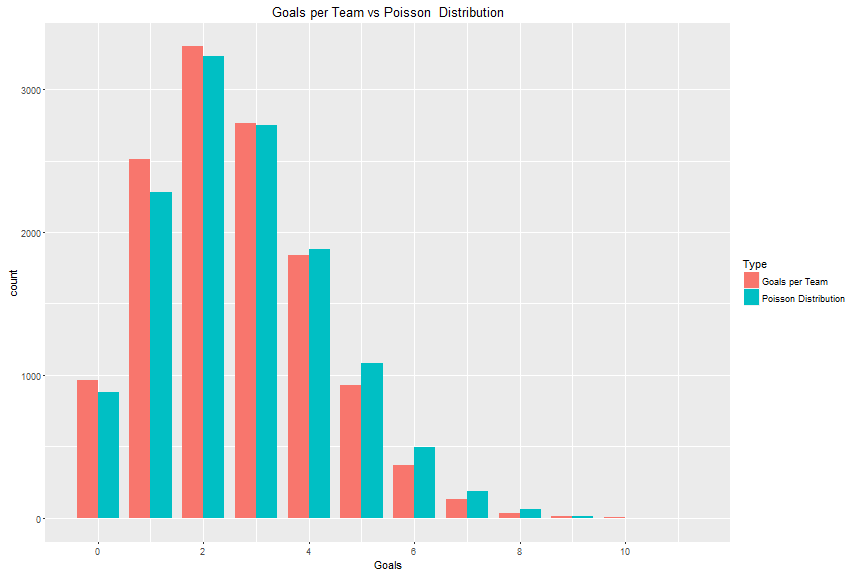 Goals per Team vs Poisson  Distribution
3000
2000
1000
0
count
0 2 4 6 8 10
Goals
Type
Goals per Team
Poisson Distribution